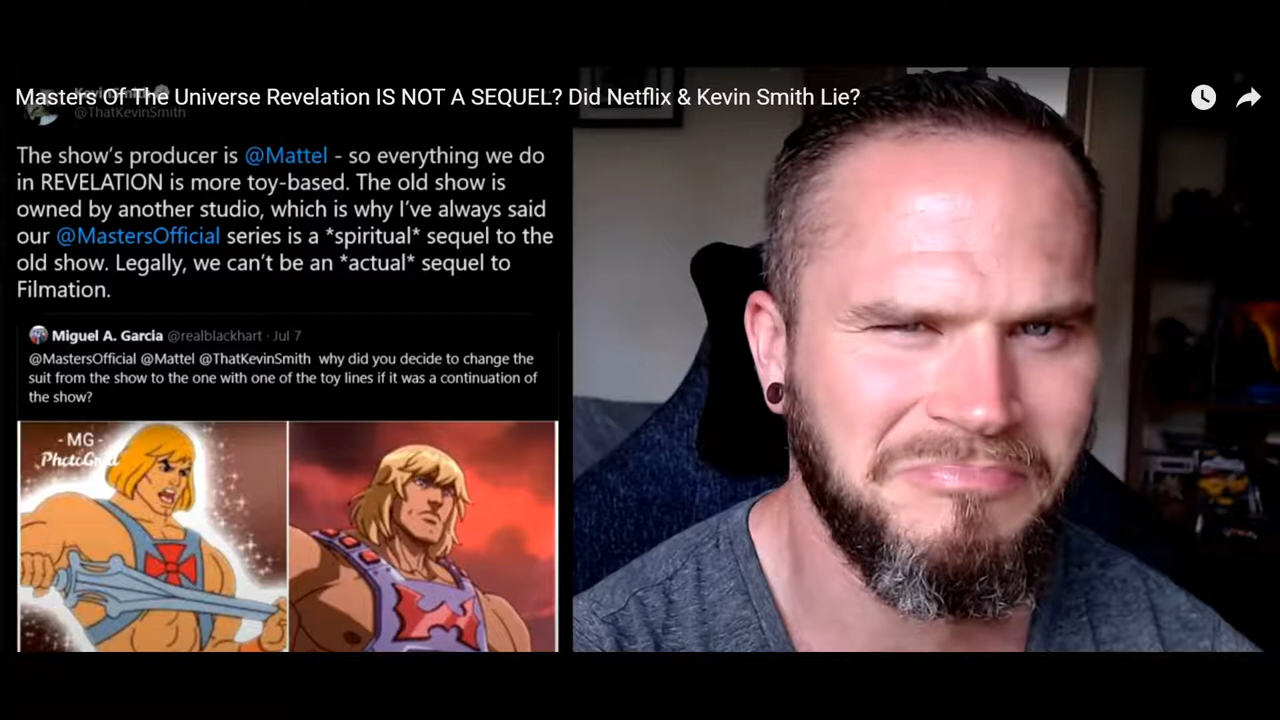 Masters Of The Universe Revelation IS NOT A SEQUEL? Did Netflix & Kevin Smith Lie?
@ThatKevinSmith
The show's producer is @Mattel - so everything we do
in REVELATION is more toy-based. The old show is
owned by another studio, which is why I've always said
our @MastersOfficial series is a *spiritual* sequel to the
old show. Legally, we can't be an *actual* sequel to
Filmation.
Miguel A. Garcia @realblackhart · Jul 7
@MastersOfficial @Mattel @ThatKevinSmith why did you decide to change the
suit from the show to the one with one of the toy lines if it was a continuation of
the show?
- MG -